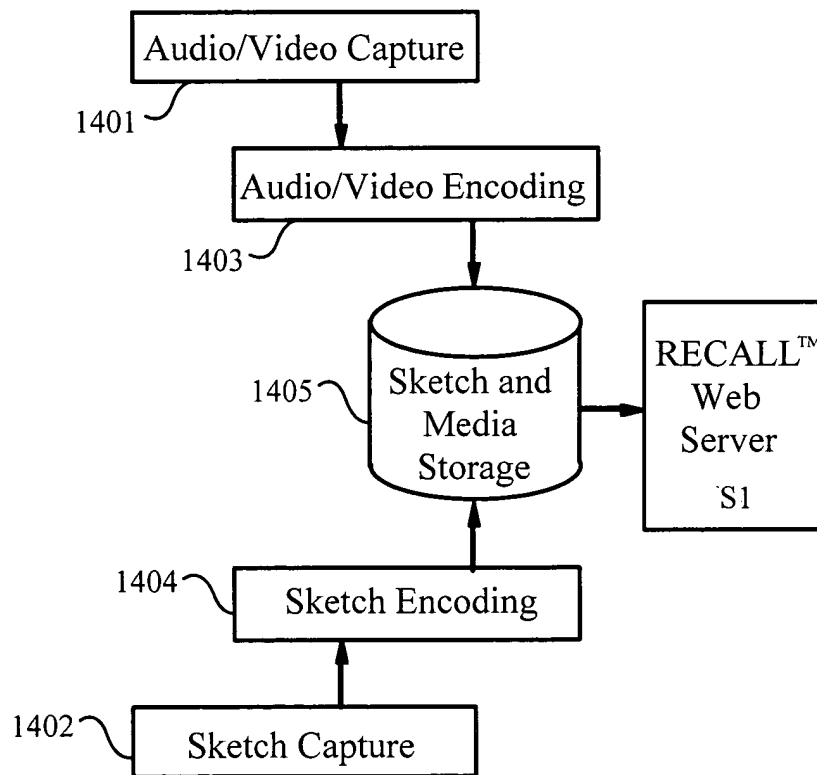 Audio/Video Capture
1401
Audio/Video Encoding
1403
Sketch and
Media
Storage
1405
RECALL™
Web
Server
S1
1404
Sketch Encoding
1402
Sketch Capture